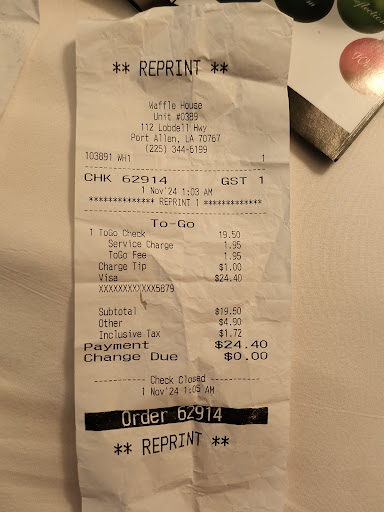 ** REPRINT **
Waffle House
Unit #0389
112 Lobdell Hwy
Port Allen, LA 70767
(225) 344-6199
103891 WH1 1
CHK 62914 GST 1
1 Nov'24 1:03 AM
************** REPRINT 1 *************
To-Go
1 ToGo Check 19.50
Service Charge 1.95
ToGo Fee 1.95
Charge Tip $1.00
Visa $24.40
XXXXXXXXXXXX5879
Subtotal $19.50
Other $4.90
Inclusive Tax $1.72
Payment $24.40
Change Due $0.00
---------- Check Closed ----------
1 Nov'24 1:05 AM
Order 62914
** REPRINT **